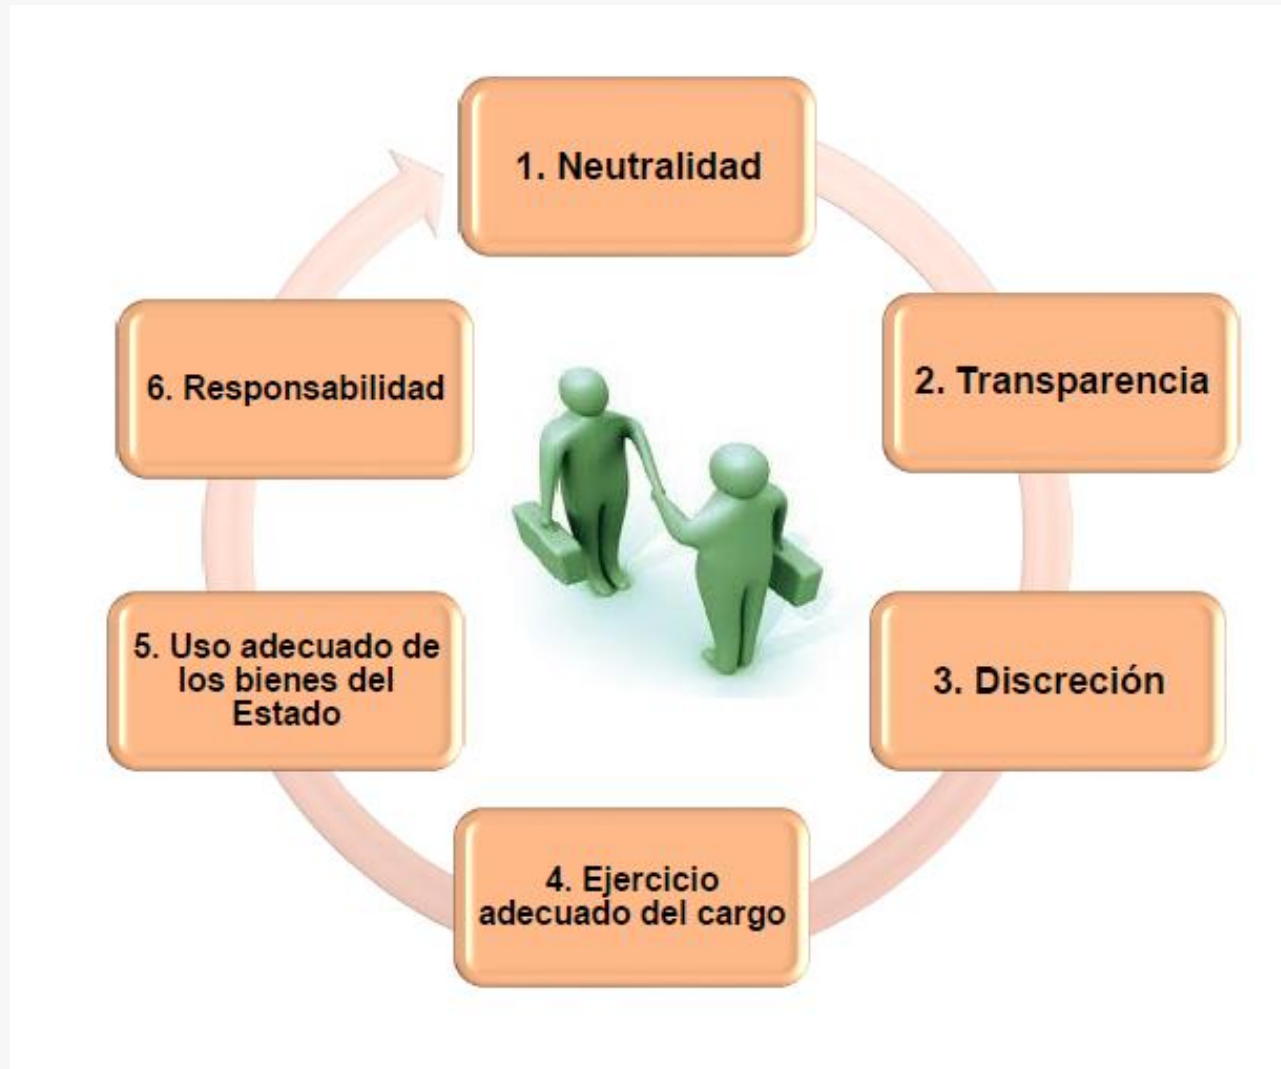 1. Neutralidad
2. Transparencia
3. Discreción
4. Ejercicio
adecuado del cargo
5. Uso adecuado de
los bienes del
Estado
6. Responsabilidad